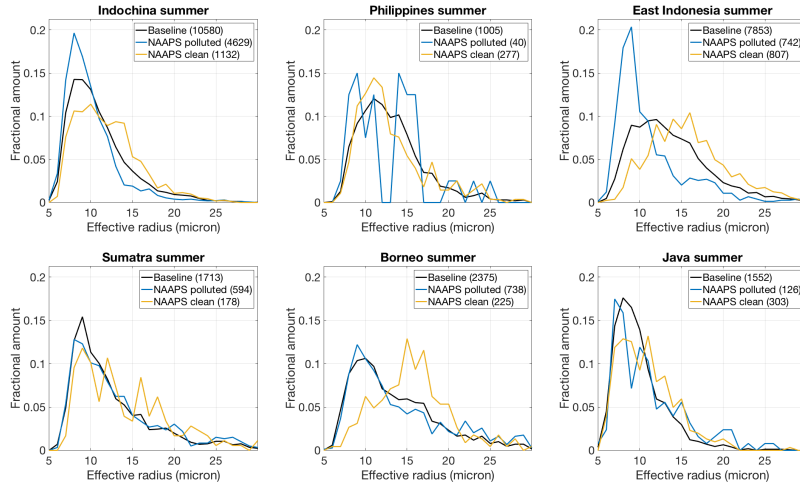 Indochina summer
Baseline (10580)
NAAPS polluted (4629)
NAAPS clean (1132)
Fractional amount
0.2
0.15
0.1
0.05
0
5 10 15 20 25
Effective radius (micron)
Philippines summer
Baseline (1005)
NAAPS polluted (40)
NAAPS clean (277)
Fractional amount
0.2
0.15
0.1
0.05
0
5 10 15 20 25
Effective radius (micron)
East Indonesia summer
Baseline (7853)
NAAPS polluted (742)
NAAPS clean (807)
Fractional amount
0.2
0.15
0.1
0.05
0
5 10 15 20 25
Effective radius (micron)
Sumatra summer
Baseline (1713)
NAAPS polluted (594)
NAAPS clean (178)
Fractional amount
0.2
0.15
0.1
0.05
0
5 10 15 20 25
Effective radius (micron)
Borneo summer
Baseline (2375)
NAAPS polluted (738)
NAAPS clean (225)
Fractional amount
0.2
0.15
0.1
0.05
0
5 10 15 20 25
Effective radius (micron)
Java summer
Baseline (1552)
NAAPS polluted (126)
NAAPS clean (303)
Fractional amount
0.2
0.15
0.1
0.05
0
5 10 15 20 25
Effective radius (micron)